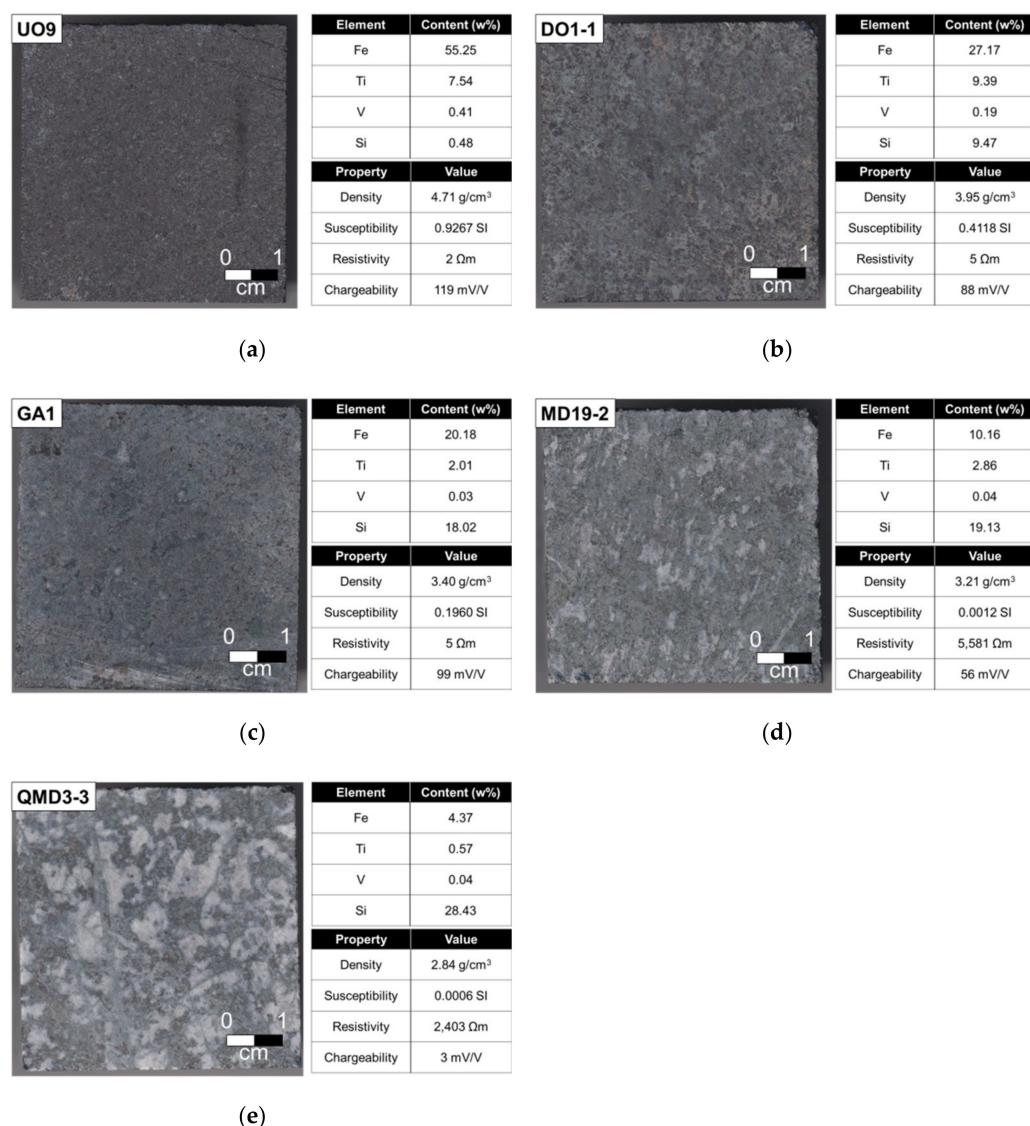 UO9
Element Content (w%)
Fe 55.25
Ti 7.54
V 0.41
Si 0.48
Property Value
Density 4.71 g/cm³
Susceptibility 0.9267 SI
Resistivity 2 Ωm
Chargeability 119 mV/V
0 1
cm
(a)
DO1-1
Element Content (w%)
Fe 27.17
Ti 9.39
V 0.19
Si 9.47
Property Value
Density 3.95 g/cm³
Susceptibility 0.4118 SI
Resistivity 5 Ωm
Chargeability 88 mV/V
0 1
cm
(b)
GA1
Element Content (w%)
Fe 20.18
Ti 2.01
V 0.03
Si 18.02
Property Value
Density 3.40 g/cm³
Susceptibility 0.1960 SI
Resistivity 5 Ωm
Chargeability 99 mV/V
0 1
cm
(c)
MD19-2
Element Content (w%)
Fe 10.16
Ti 2.86
V 0.04
Si 19.13
Property Value
Density 3.21 g/cm³
Susceptibility 0.0012 SI
Resistivity 5,581 Ωm
Chargeability 56 mV/V
0 1
cm
(d)
QMD3-3
Element Content (w%)
Fe 4.37
Ti 0.57
V 0.04
Si 28.43
Property Value
Density 2.84 g/cm³
Susceptibility 0.0006 SI
Resistivity 2,403 Ωm
Chargeability 3 mV/V
0 1
cm
(e)